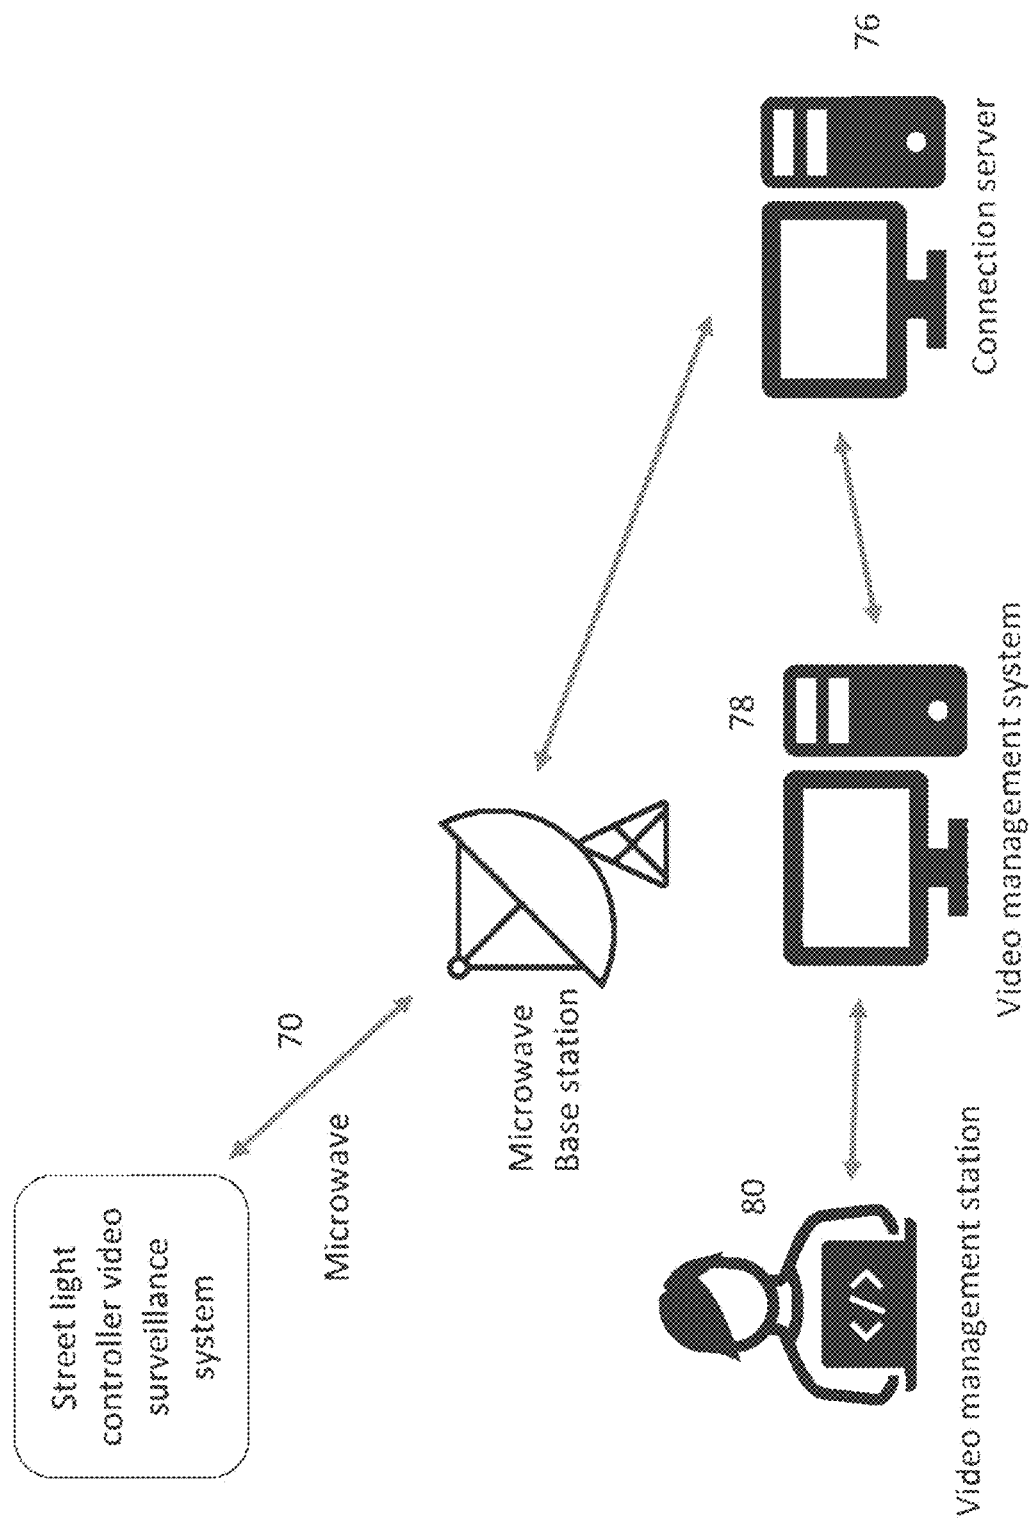 Street light
controller video
surveillance
system
70
Microwave
Microwave
Base station
80
Video management station
78
Video management system
76
Connection server